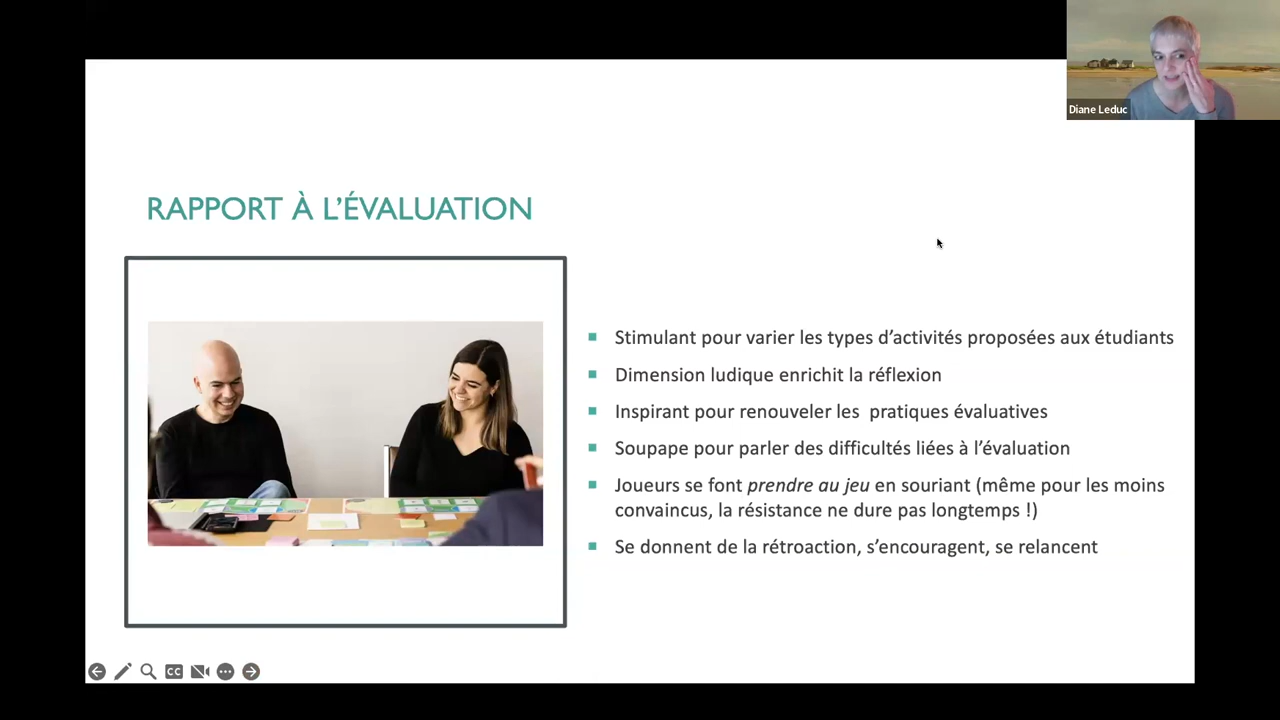 Diane Leduc
RAPPORT À L’ÉVALUATION
Stimulant pour varier les types d’activités proposées aux étudiants
Dimension ludique enrichit la réflexion
Inspirant pour renouveler les  pratiques évaluatives
Soupape pour parler des difficultés liées à l’évaluation
Joueurs se font prendre au jeu en souriant (même pour les moins
convaincus, la résistance ne dure pas longtemps !)
Se donnent de la rétroaction, s’encouragent, se relancent
CC